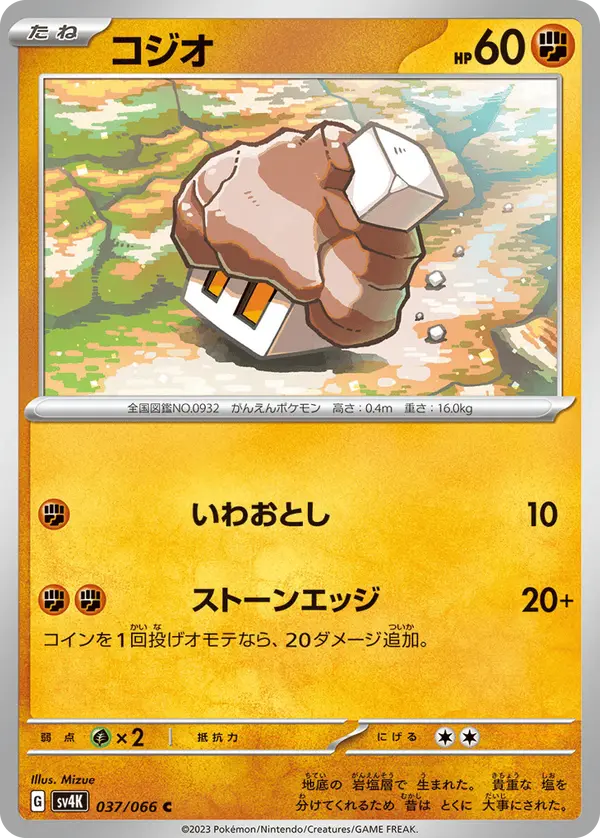 たね コジオ HP60
全国図鑑NO.0932 がんえんポケモン 高さ:0.4m 重さ:16.0kg
いわおとし 10
ストーンエッジ 20+
コインを1回投げオモテなら、20ダメージ追加。
弱点 ×2 抵抗力 にげる
Illus. Mizue
地底の 岩塩層で 生まれた。 貴重な 塩を
分けてくれるため 昔は とくに 大事にされた。
G sv4K 037/066 C
©2023 Pokémon/Nintendo/Creatures/GAME FREAK.